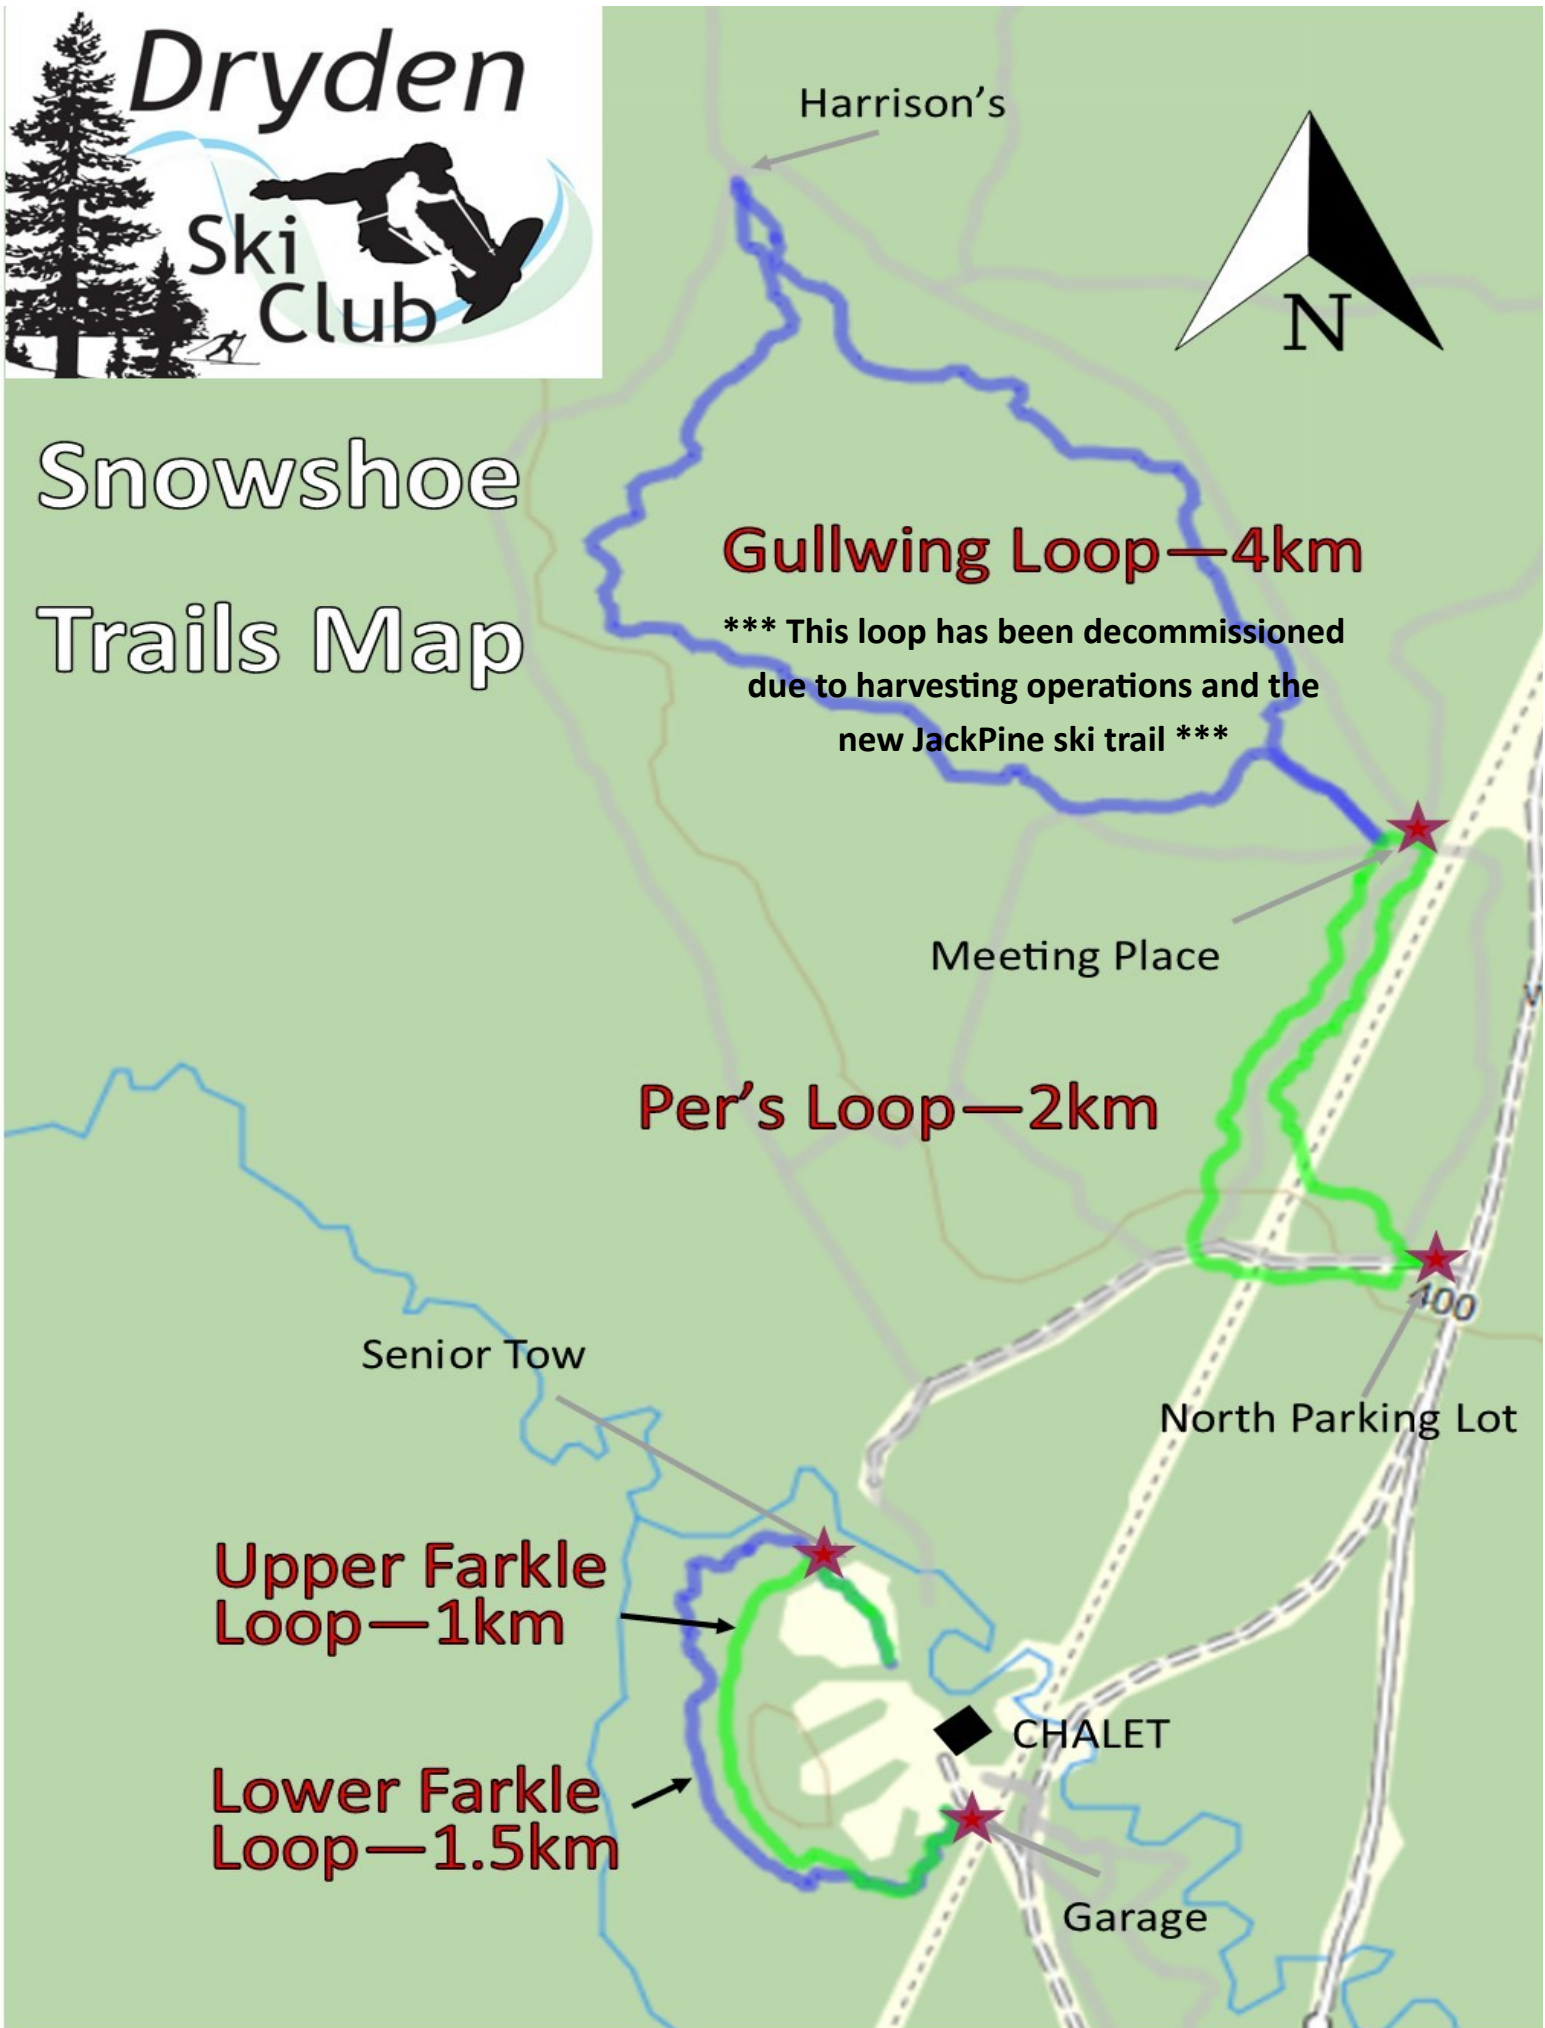 Dryden
Ski
Club
Harrison's
N
Snowshoe
Trails Map
Gullwing Loop—4km
*** This loop has been decommissioned
due to harvesting operations and the
new JackPine ski trail ***
Meeting Place
Per's Loop—2km
400
Senior Tow
North Parking Lot
Upper Farkle
Loop—1km
CHALET
Lower Farkle
Loop—1.5km
Garage